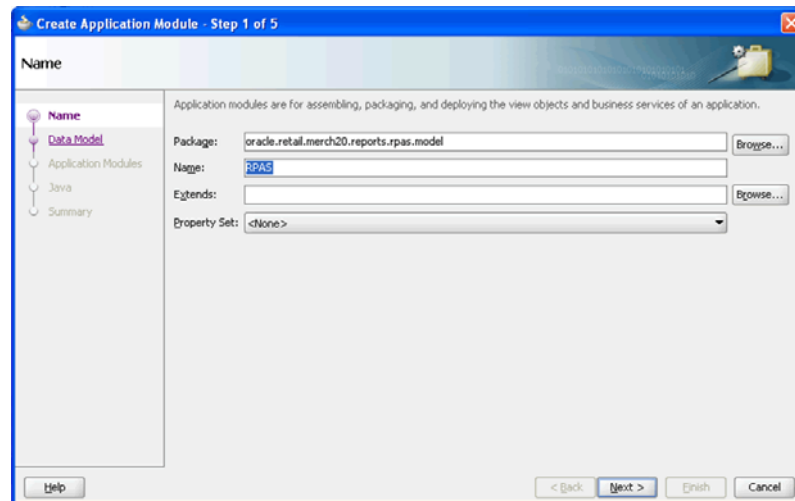 Create Application Module - Step 1 of 5
Name
Name
Data Model
Application Modules
Java
Summary
Application modules are for assembling, packaging, and deploying the view objects and business services of an application.
Package: oracle.retail.merch20.reports.rpas.model Browse...
Name: RPAS
Extends: Browse...
Property Set: <None>
Help < Back Next > Finish Cancel